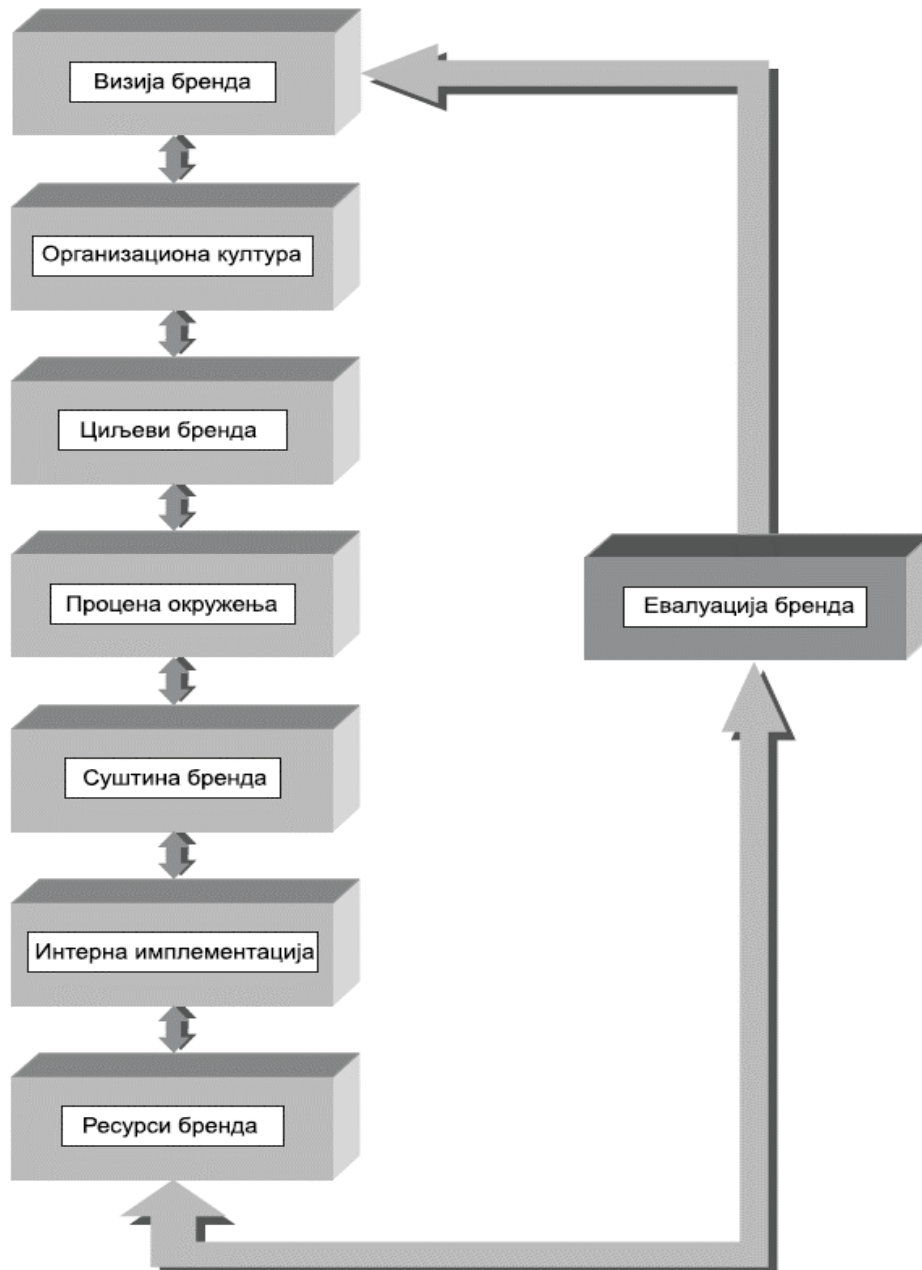 Визија бренда
Организациона култура
Циљеви бренда
Процена окружења
Евалуација бренда
Суштина бренда
Интерна имплементација
Ресурси бренда